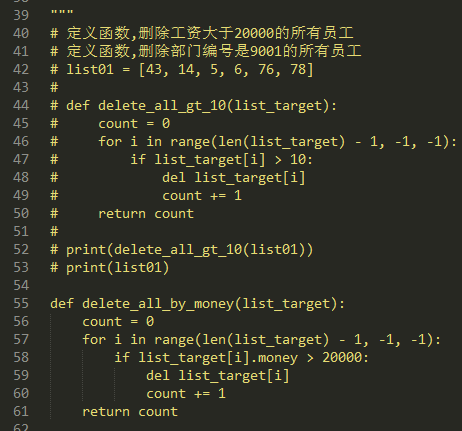 39 """
40 # 定义函数,删除工资大于20000的所有员工
41 # 定义函数,删除部门编号是9001的所有员工
42 # list01 = [43, 14, 5, 6, 76, 78]
43 #
44 # def delete_all_gt_10(list_target):
45 #     count = 0
46 #     for i in range(len(list_target) - 1, -1, -1):
47 #         if list_target[i] > 10:
48 #             del list_target[i]
49 #             count += 1
50 #     return count
51 #
52 # print(delete_all_gt_10(list01))
53 # print(list01)
54
55 def delete_all_by_money(list_target):
56     count = 0
57     for i in range(len(list_target) - 1, -1, -1):
58         if list_target[i].money > 20000:
59             del list_target[i]
60             count += 1
61     return count
62